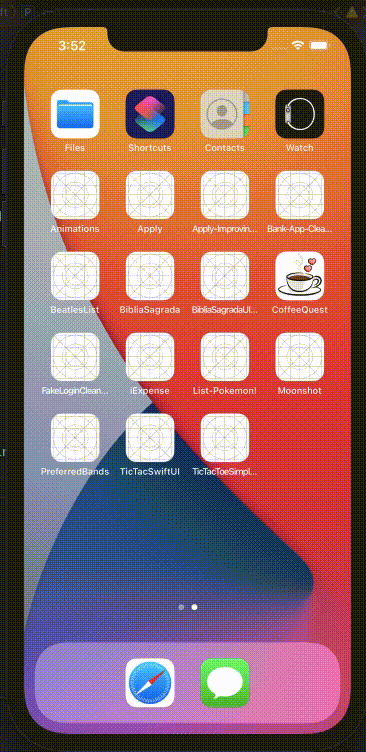 3:52
Files
Shortcuts
Contacts
Watch
Animations
Apply
Apply-Improvin...
Bank-App-Clea...
BeatlesList
BibliaSagrada
BibliaSagradaUI...
CoffeeQuest
FakeLoginClean...
iExpense
List-Pokemon!
Moonshot
PreferredBands
TicTacSwiftUI
TicTacToeSimpl...